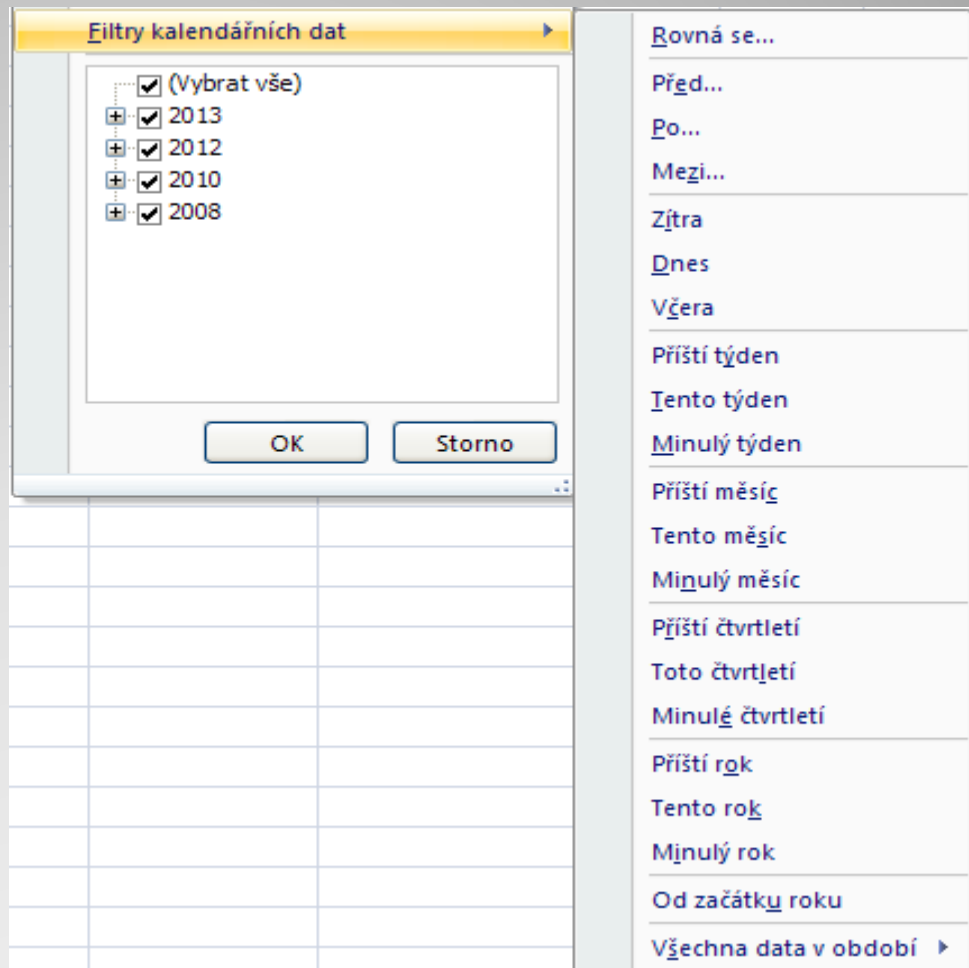 Filtry kalendářních dat
(Vybrat vše)
2013
2012
2010
2008
OK
Storno
Rovná se...
Před...
Po...
Mezi...
Zítra
Dnes
Včera
Příští týden
Tento týden
Minulý týden
Příští měsíc
Tento měsíc
Minulý měsíc
Příští čtvrtletí
Toto čtvrtletí
Minulé čtvrtletí
Příští rok
Tento rok
Minulý rok
Od začátku roku
Všechna data v období